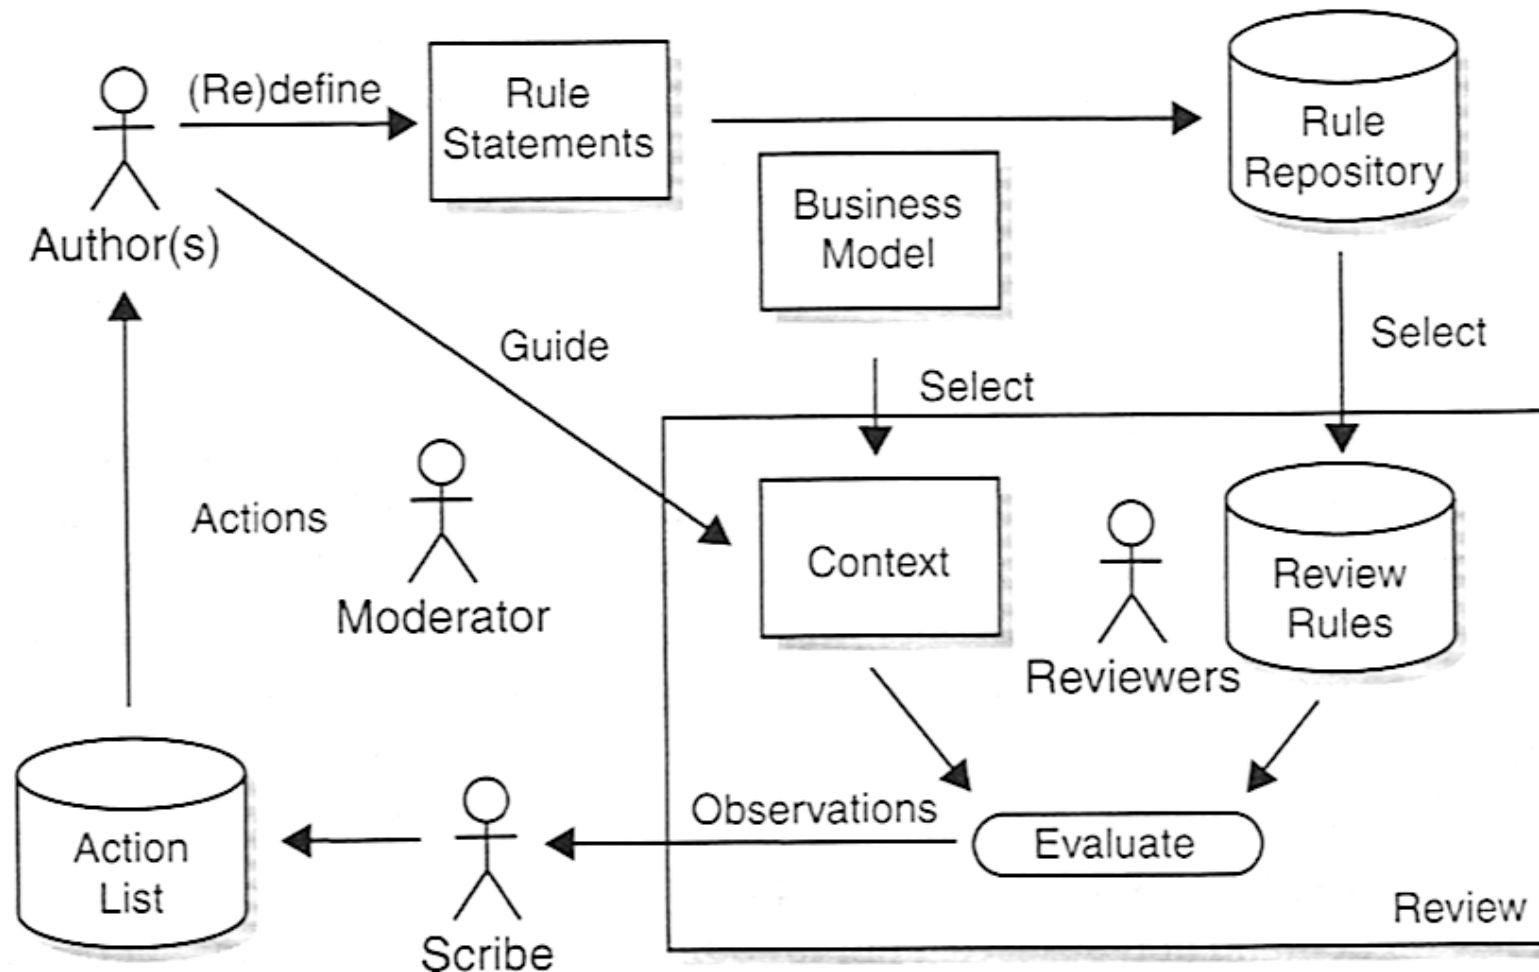 (Re)define
Rule
Statements
Rule
Repository
Author(s)
Business
Model
Guide
Select
Select
Actions
Moderator
Context
Reviewers
Review
Rules
Observations
Evaluate
Action
List
Scribe
Review